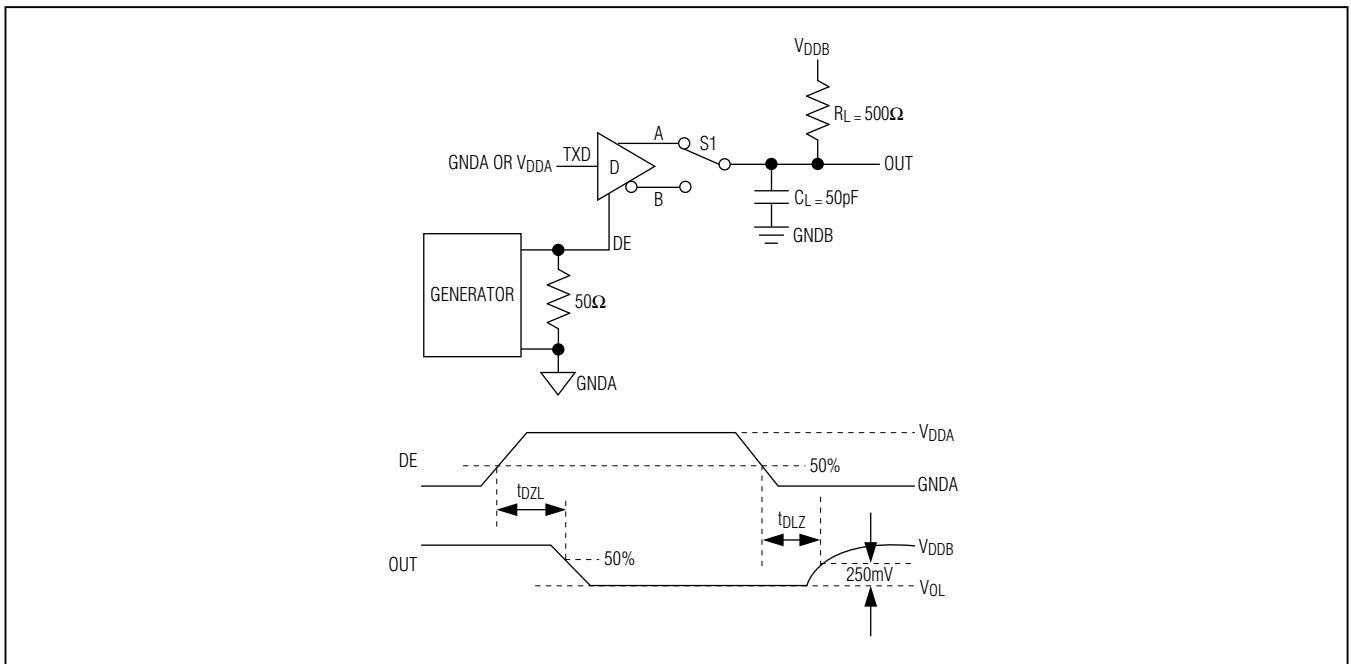 VDDB
RL = 500Ω
A
S1
GNDA OR VDDA
TXD
D
OUT
B
CL = 50pF
GNDB
DE
GENERATOR
50Ω
GNDA
VDDA
DE
50%
GNDA
tDZL
tDLZ
VDDB
OUT
50%
250mV
VOL